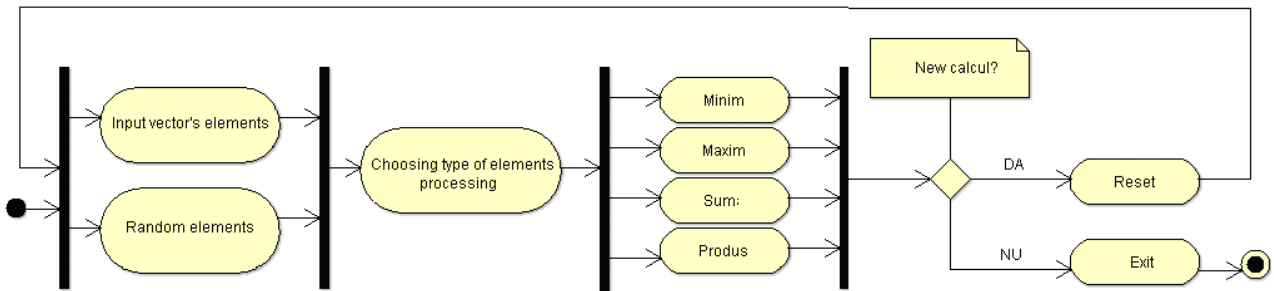 Input vector's elements
Random elements
Choosing type of elements
processing
Minim
Maxim
Sum:
Produs
New calcul?
DA
Reset
NU
Exit